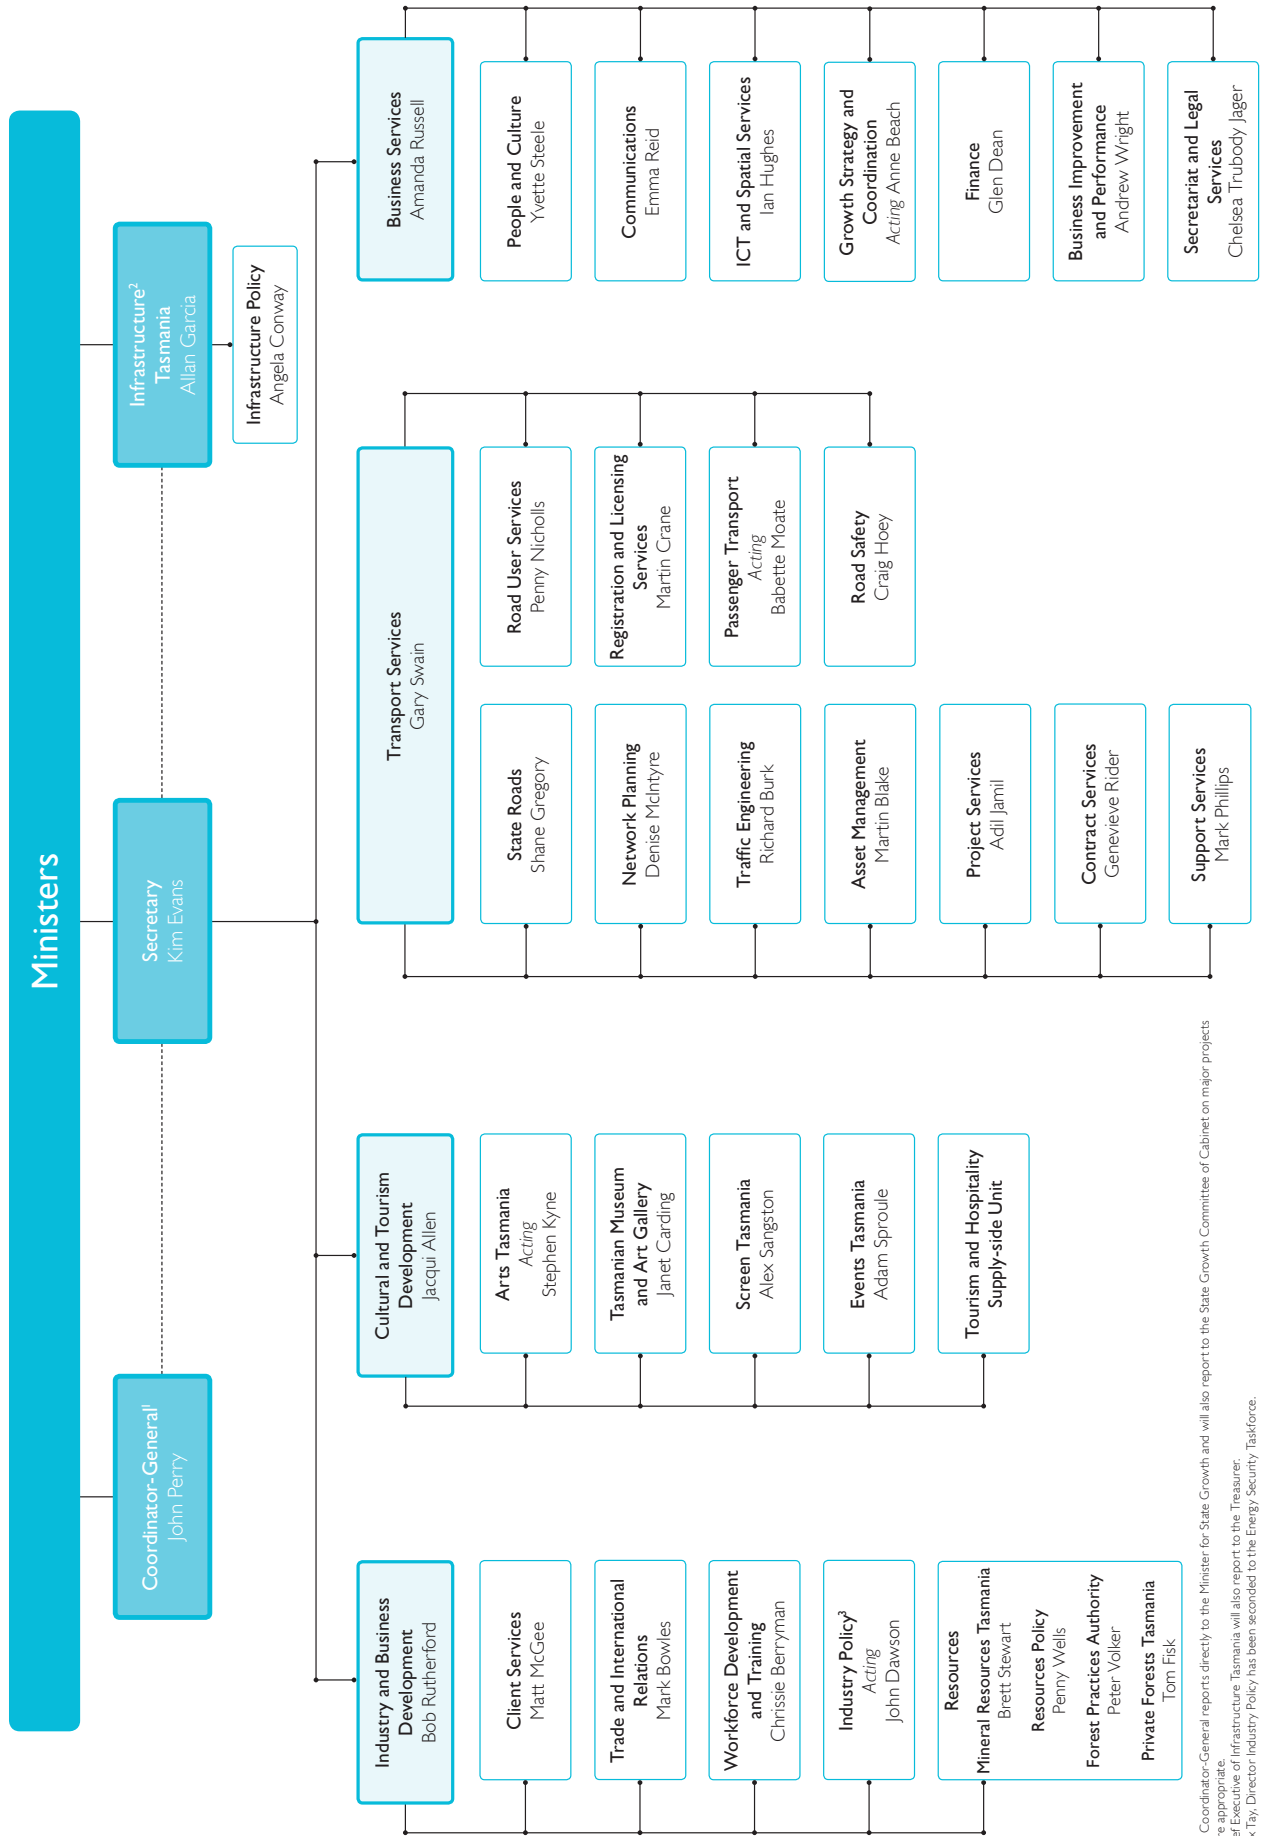 Ministers
Coordinator-General¹
John Perry
Secretary
Kim Evans
Infrastructure²
Tasmania
Allan Garcia
Infrastructure Policy
Angela Conway
Industry and Business
Development
Bob Rutherford
Client Services
Matt McGee
Trade and International
Relations
Mark Bowles
Workforce Development
and Training
Chrissie Berryman
Industry Policy³
Acting
John Dawson
Resources
Mineral Resources Tasmania
Brett Stewart
Resources Policy
Penny Wells
Forest Practices Authority
Peter Volker
Private Forests Tasmania
Tom Fisk
Cultural and Tourism
Development
Jacqui Allen
Arts Tasmania
Acting
Stephen Kyne
Tasmanian Museum
and Art Gallery
Janet Carding
Screen Tasmania
Alex Sangston
Events Tasmania
Adam Sproule
Tourism and Hospitality
Supply-side Unit
Transport Services
Gary Swain
State Roads
Shane Gregory
Network Planning
Denise McIntyre
Traffic Engineering
Richard Burk
Asset Management
Martin Blake
Project Services
Adil Jamil
Contract Services
Genevieve Rider
Support Services
Mark Phillips
Road User Services
Penny Nicholls
Registration and Licensing
Services
Martin Crane
Passenger Transport
Acting
Babette Moate
Road Safety
Craig Hoey
Business Services
Amanda Russell
People and Culture
Yvette Steele
Communications
Emma Reid
ICT and Spatial Services
Ian Hughes
Growth Strategy and
Coordination
Acting Anne Beach
Finance
Glen Dean
Business Improvement
and Performance
Andrew Wright
Secretariat and Legal
Services
Chelsea Trubody Jager
Coordinator-General reports directly to the Minister for State Growth and will also report to the State Growth Committee of Cabinet on major projects
re appropriate.
ef Executive of Infrastructure Tasmania will also report to the Treasurer.
x Tay, Director Industry Policy has been seconded to the Energy Security Taskforce.